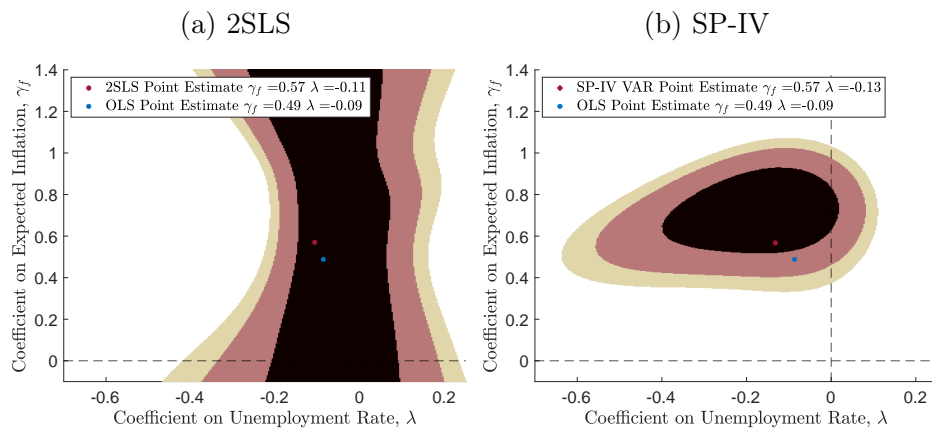 (a) 2SLS
(b) SP-IV
2SLS Point Estimate γf =0.57 λ =-0.11
OLS Point Estimate γf =0.49 λ =-0.09
1.4
1.2
1
0.8
0.6
0.4
0.2
0
Coefficient on Expected Inflation, γf
-0.6
-0.4
-0.2
0
0.2
Coefficient on Unemployment Rate, λ
SP-IV VAR Point Estimate γf =0.57 λ =-0.13
OLS Point Estimate γf =0.49 λ =-0.09
1.4
1.2
1
0.8
0.6
0.4
0.2
0
Coefficient on Expected Inflation, γf
-0.6
-0.4
-0.2
0
0.2
Coefficient on Unemployment Rate, λ